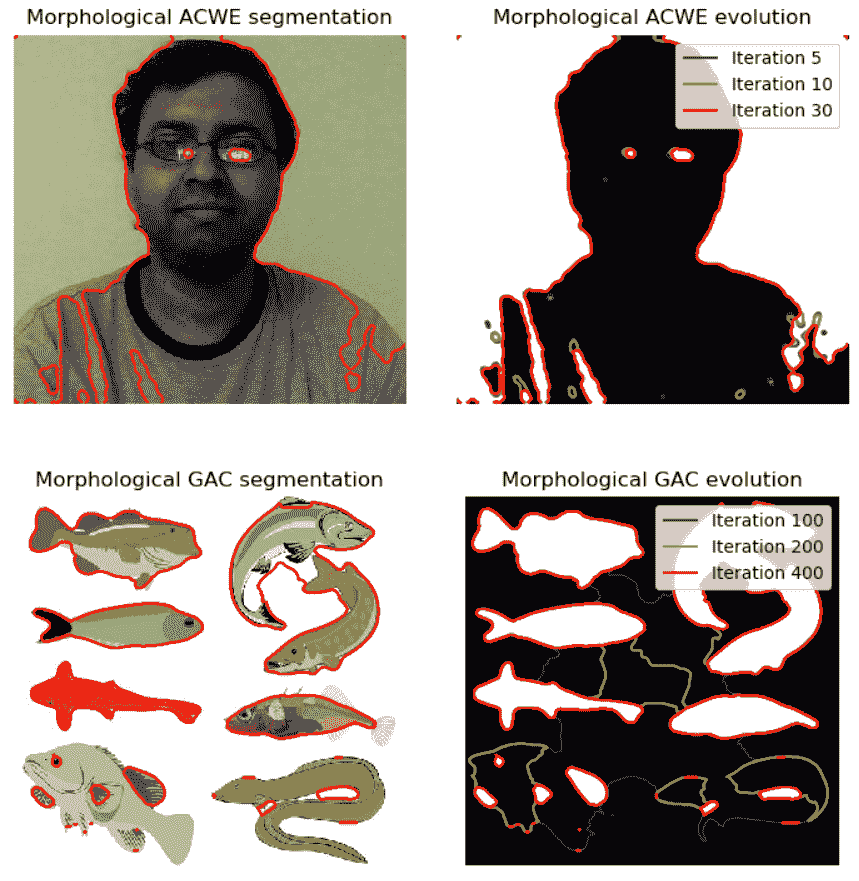 Morphological ACWE segmentation
Morphological ACWE evolution
Iteration 5
Iteration 10
Iteration 30
Morphological GAC segmentation
Morphological GAC evolution
Iteration 100
Iteration 200
Iteration 400